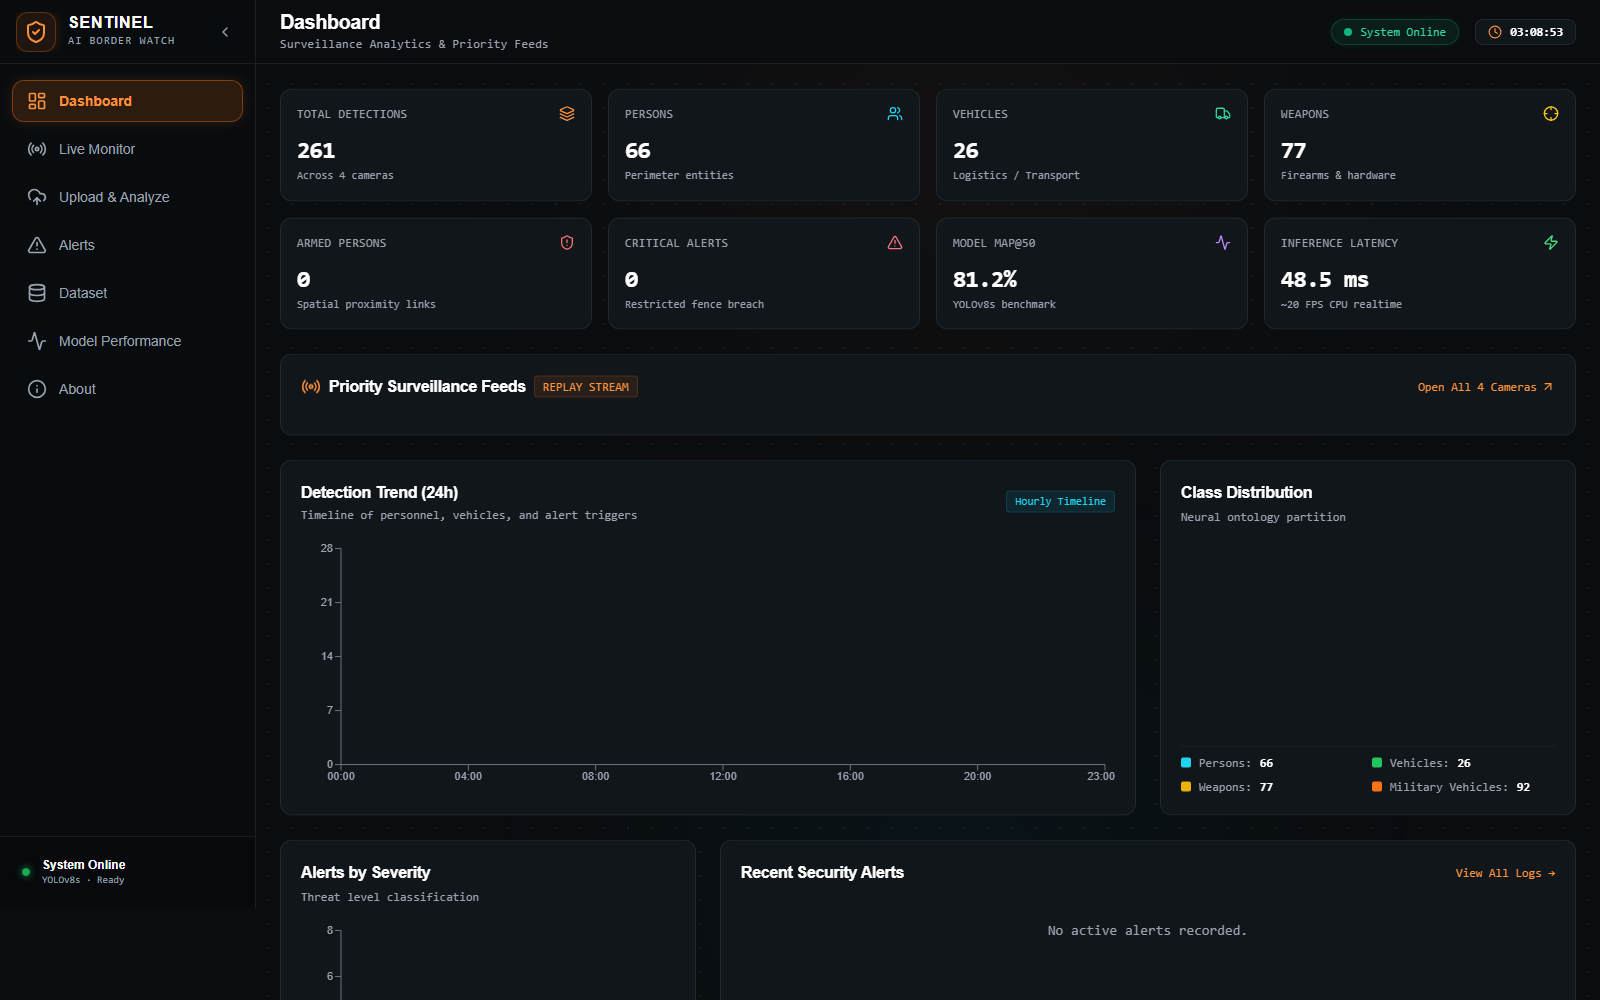 SENTINEL
AI BORDER WATCH
Dashboard
Live Monitor
Upload & Analyze
Alerts
Dataset
Model Performance
About
System Online
YOLOv8s · Ready
Dashboard
Surveillance Analytics & Priority Feeds
System Online
03:08:53
TOTAL DETECTIONS
261
Across 4 cameras
PERSONS
66
Perimeter entities
VEHICLES
26
Logistics / Transport
WEAPONS
77
Firearms & hardware
ARMED PERSONS
0
Spatial proximity links
CRITICAL ALERTS
0
Restricted fence breach
MODEL MAP@50
81.2%
YOLOv8s benchmark
INFERENCE LATENCY
48.5 ms
~20 FPS CPU realtime
Priority Surveillance Feeds
REPLAY STREAM
Open All 4 Cameras ↗
Detection Trend (24h)
Timeline of personnel, vehicles, and alert triggers
Hourly Timeline
28
21
14
7
0
00:00 04:00 08:00 12:00 16:00 20:00 23:00
Class Distribution
Neural ontology partition
Persons: 66
Vehicles: 26
Weapons: 77
Military Vehicles: 92
Alerts by Severity
Threat level classification
8
6
Recent Security Alerts
View All Logs →
No active alerts recorded.